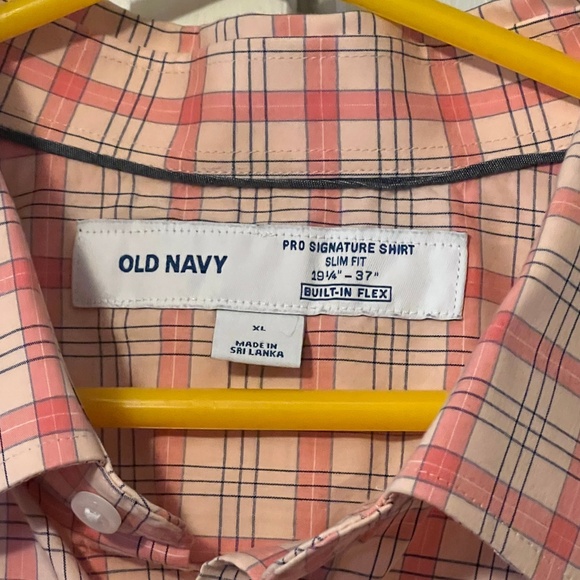 OLD NAVY
PRO SIGNATURE SHIRT
SLIM FIT
19¼" – 37"
BUILT-IN FLEX
XL
MADE IN
SRI LANKA